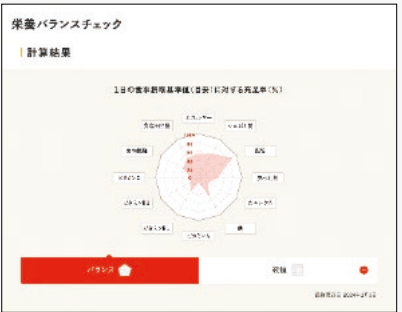 栄養バランスチェック
計算結果
1日の食事摂取基準値(目安)に対する充足率(%)
エネルギー
たんぱく質
脂質
炭水化物
カルシウム
鉄
ビタミンA
ビタミンB1
ビタミンB2
ビタミンC
食物繊維
食塩相当量
バランス